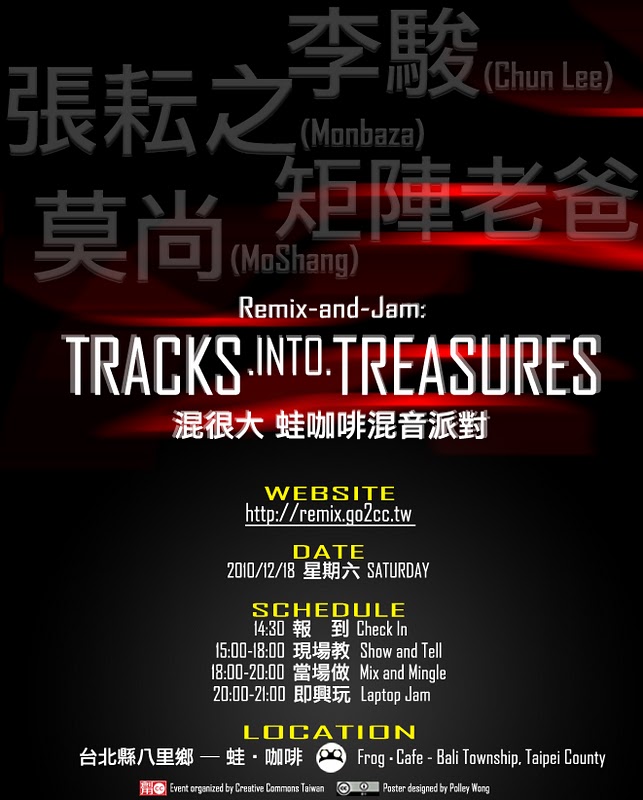 李駿(Chun Lee)
張耘之(Monbaza)
矩陣老爸
莫尚(MoShang)
Remix-and-Jam:
TRACKS.INTO.TREASURES
混很大 蛙咖啡混音派對
WEBSITE
http://remix.go2cc.tw
DATE
2010/12/18 星期六 SATURDAY
SCHEDULE
14:30 報 到 Check In
15:00-18:00 現場教 Show and Tell
18:00-20:00 當場做 Mix and Mingle
20:00-21:00 即興玩 Laptop Jam
LOCATION
台北縣八里鄉 — 蛙·咖啡 Frog·Cafe - Bali Township, Taipei County
Event organized by Creative Commons Taiwan Poster designed by Polley Wong